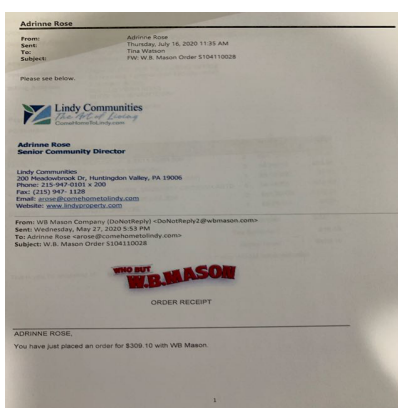 Adrinne Rose
From: Adrinne Rose
Sent: Thursday, July 16, 2020 11:35 AM
To: Tina Watson
Subject: FW: W.B. Mason Order S104110028
Please see below.
Lindy Communities
The Art of Living
ComeHomeToLindy.com
Adrinne Rose
Senior Community Director
Lindy Communities
200 Meadowbrook Dr, Huntingdon Valley, PA 19006
Phone: 215-947-0101 x 200
Fax: (215) 947- 1128
Email: arose@comehometolindy.com
Website: www.lindyproperty.com
From: WB Mason Company (DoNotReply) <DoNotReply2@wbmason.com>
Sent: Wednesday, May 27, 2020 5:53 PM
To: Adrinne Rose <arose@comehometolindy.com>
Subject: W.B. Mason Order S104110028
WHO BUT
W.B.MASON
ORDER RECEIPT
ADRINNE ROSE,
You have just placed an order for $309.10 with WB Mason.
1